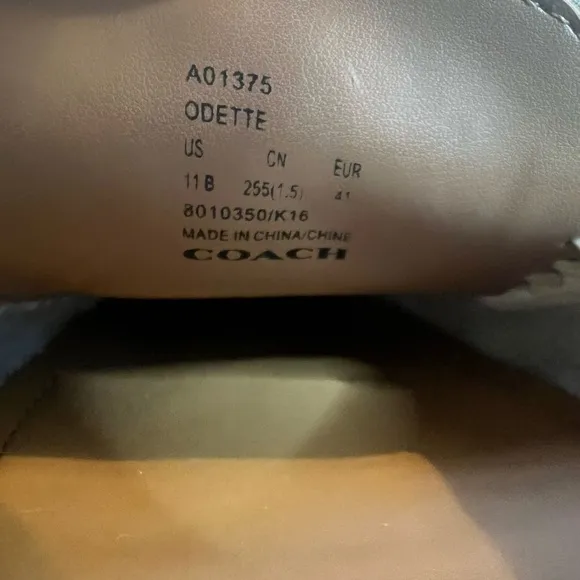 A01375
ODETTE
US CN EUR
11 B 255(1.5) 41
8010350/K16
MADE IN CHINA/CHINE
COACH